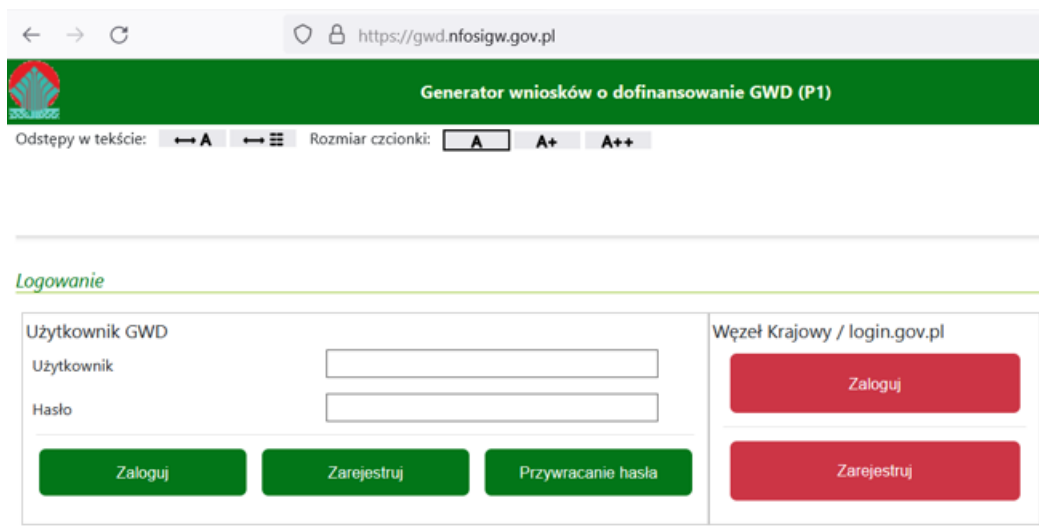 https://gwd.nfosigw.gov.pl
Generator wniosków o dofinansowanie GWD (P1)
Odstępy w tekście: A Rozmiar czcionki: A A+ A++
Logowanie
Użytkownik GWD
Użytkownik
Hasło
Zaloguj Zarejestruj Przywracanie hasła
Węzeł Krajowy / login.gov.pl
Zaloguj
Zarejestruj